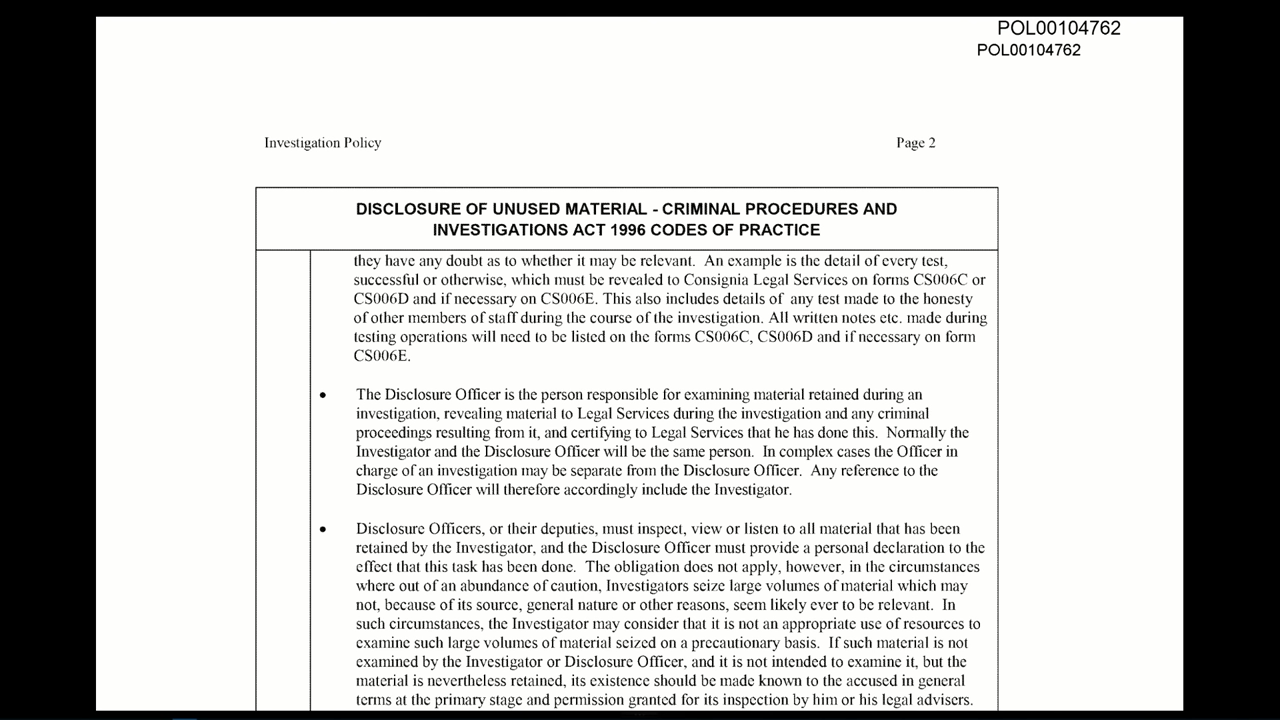 POL00104762
POL00104762
Investigation Policy
Page 2
DISCLOSURE OF UNUSED MATERIAL - CRIMINAL PROCEDURES AND
INVESTIGATIONS ACT 1996 CODES OF PRACTICE
they have any doubt as to whether it may be relevant. An example is the detail of every test,
successful or otherwise, which must be revealed to Consignia Legal Services on forms CS006C or
CS006D and if necessary on CS006E. This also includes details of any test made to the honesty
of other members of staff during the course of the investigation. All written notes etc. made during
testing operations will need to be listed on the forms CS006C, CS006D and if necessary on form
CS006E.
• The Disclosure Officer is the person responsible for examining material retained during an
investigation, revealing material to Legal Services during the investigation and any criminal
proceedings resulting from it, and certifying to Legal Services that he has done this. Normally the
Investigator and the Disclosure Officer will be the same person. In complex cases the Officer in
charge of an investigation may be separate from the Disclosure Officer. Any reference to the
Disclosure Officer will therefore accordingly include the Investigator.
• Disclosure Officers, or their deputies, must inspect, view or listen to all material that has been
retained by the Investigator, and the Disclosure Officer must provide a personal declaration to the
effect that this task has been done. The obligation does not apply, however, in the circumstances
where out of an abundance of caution, Investigators seize large volumes of material which may
not, because of its source, general nature or other reasons, seem likely ever to be relevant. In
such circumstances, the Investigator may consider that it is not an appropriate use of resources to
examine such large volumes of material seized on a precautionary basis. If such material is not
examined by the Investigator or Disclosure Officer, and it is not intended to examine it, but the
material is nevertheless retained, its existence should be made known to the accused in general
terms at the primary stage and permission granted for its inspection by him or his legal advisers.